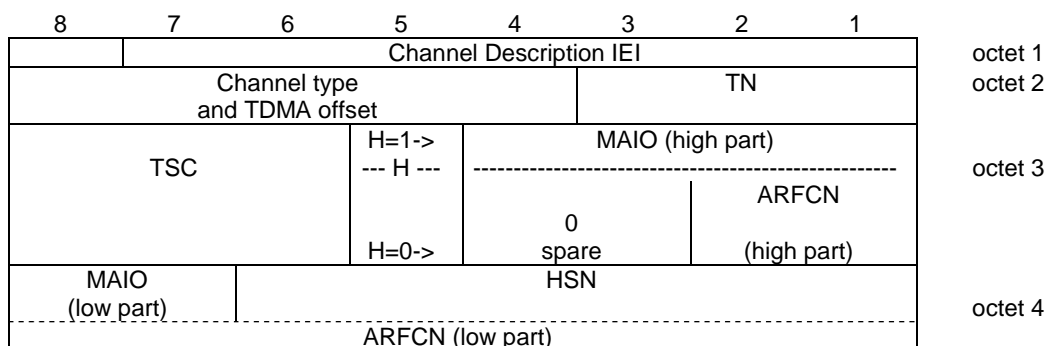 8 7 6 5 4 3 2 1
Channel Description IEI octet 1
Channel type TN octet 2
and TDMA offset
H=1-> MAIO (high part)
TSC --- H --- ------------------------------------------------------ octet 3
ARFCN
0
H=0-> spare (high part)
MAIO HSN
(low part) octet 4
ARFCN (low part)